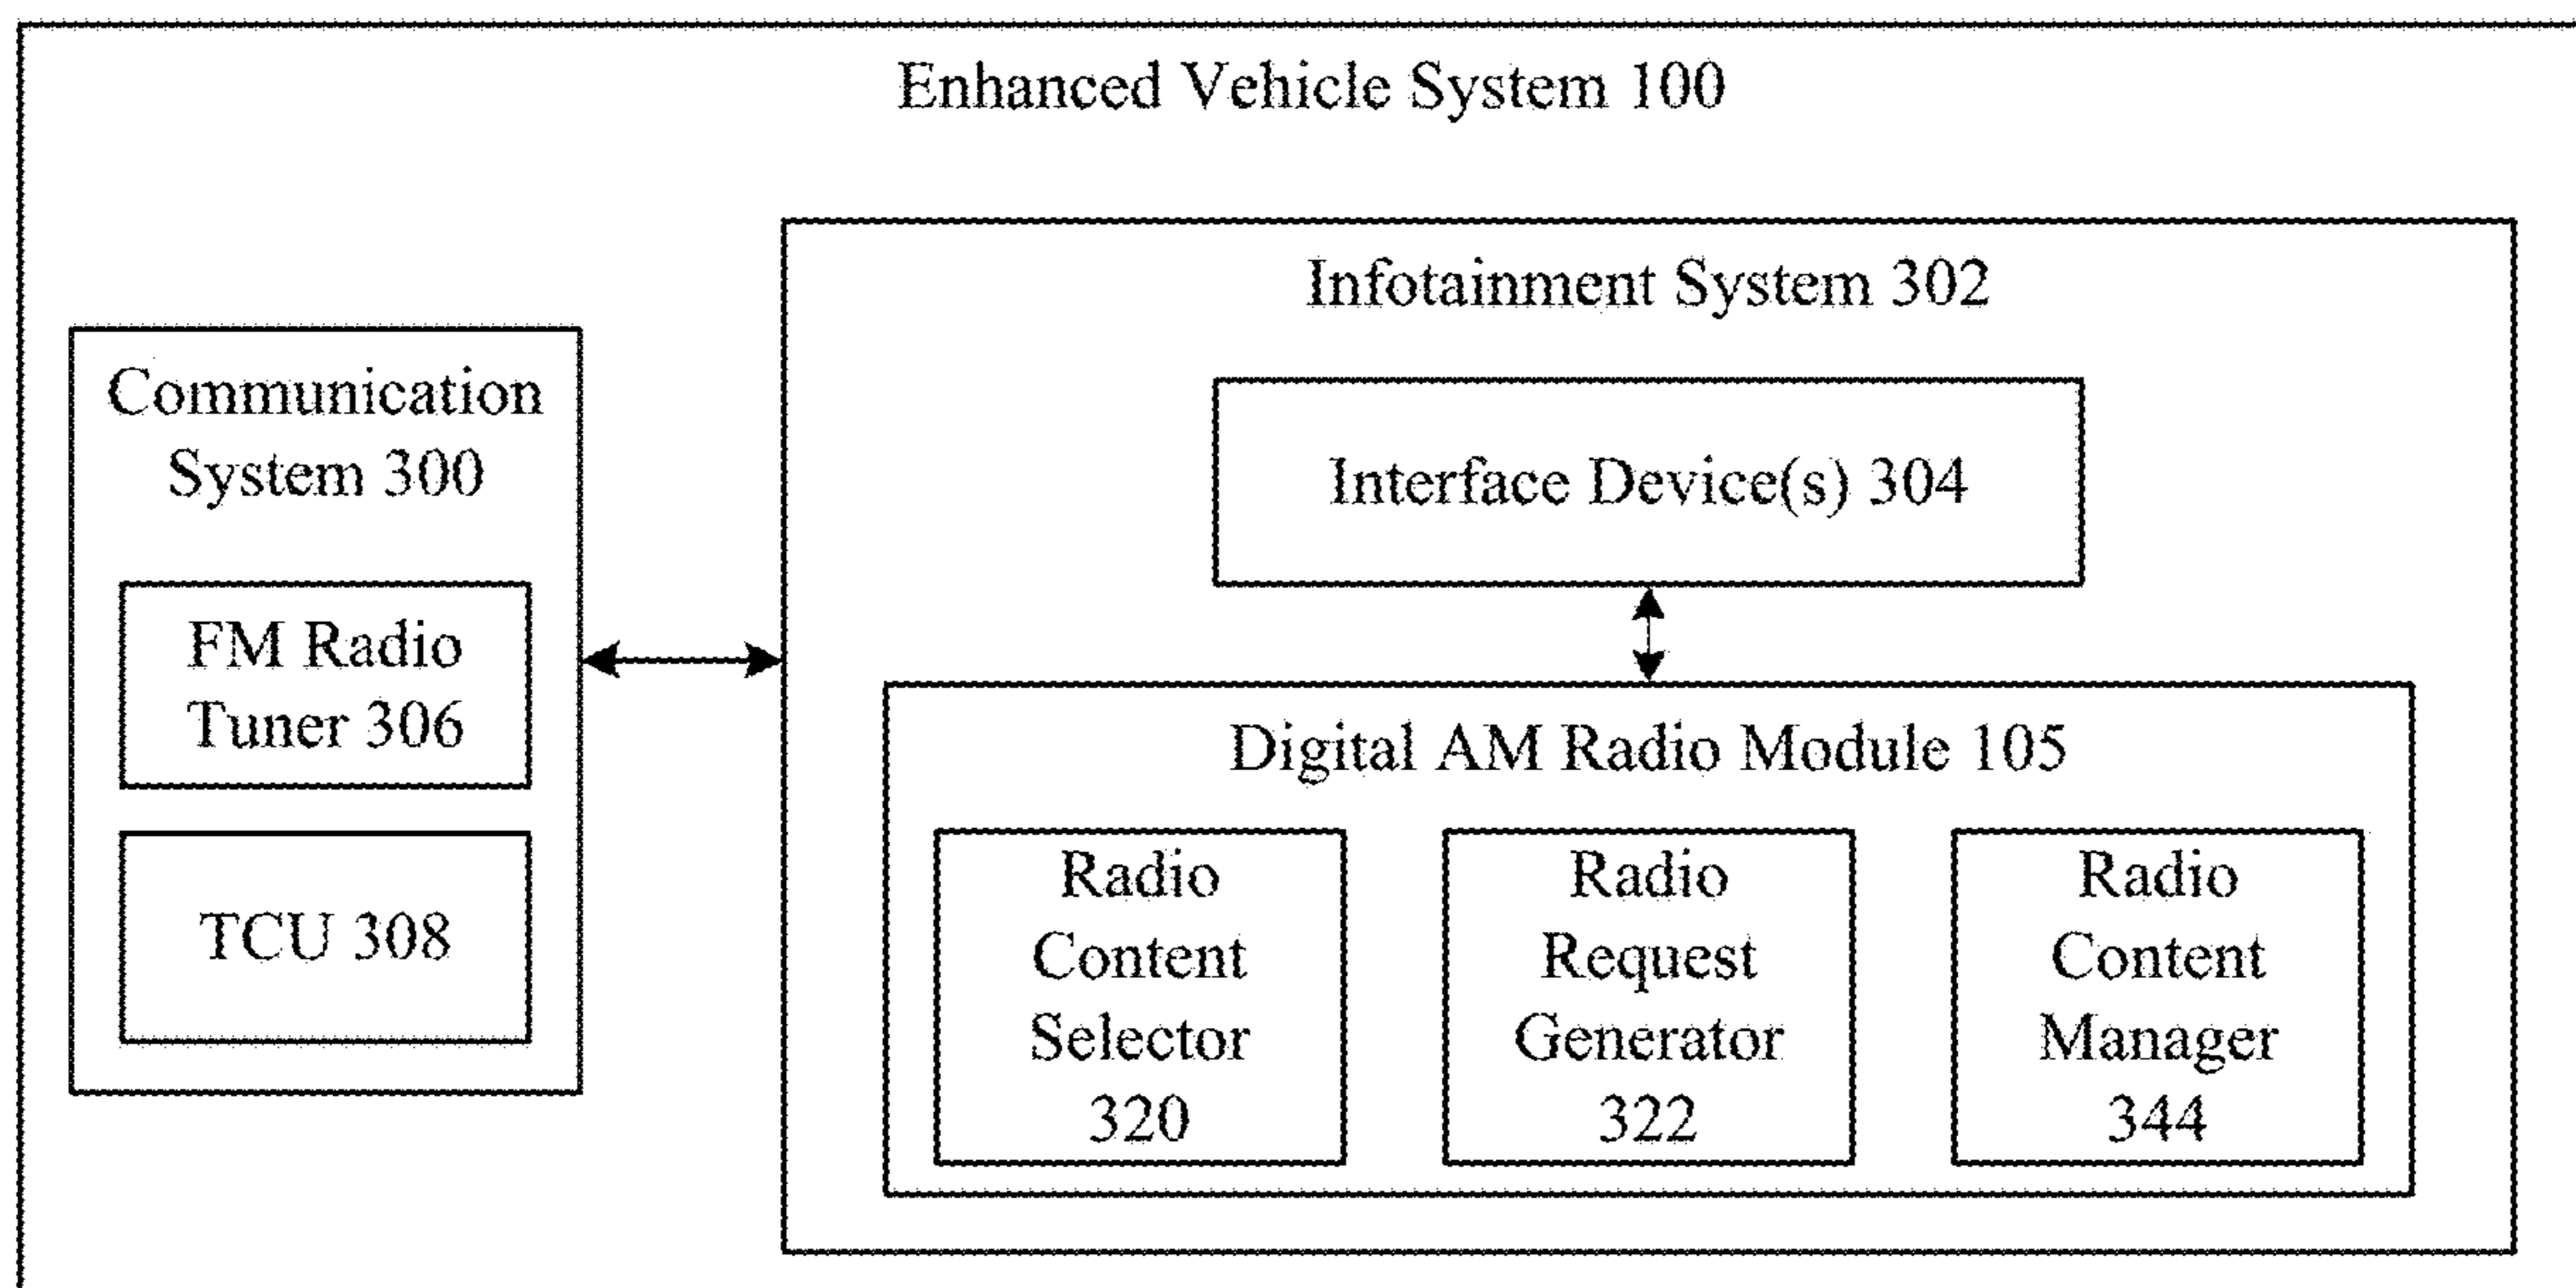 Enhanced Vehicle System 100
Communication
System 300
FM Radio
Tuner 306
TCU 308
Infotainment System 302
Interface Device(s) 304
Digital AM Radio Module 105
Radio
Content
Selector
320
Radio
Request
Generator
322
Radio
Content
Manager
344